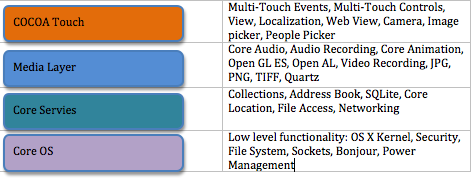 COCOA Touch
Multi-Touch Events, Multi-Touch Controls,
View, Localization, Web View, Camera, Image
picker, People Picker
Media Layer
Core Audio, Audio Recording, Core Animation,
Open GL ES, Open AL, Video Recording, JPG,
PNG, TIFF, Quartz
Core Servies
Collections, Address Book, SQLite, Core
Location, File Access, Networking
Core OS
Low level functionality: OS X Kernel, Security,
File System, Sockets, Bonjour, Power
Management